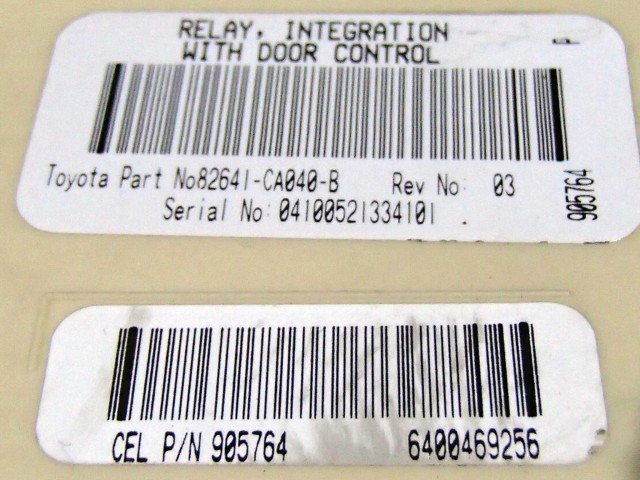 RELAY, INTEGRATION
WITH DOOR CONTROL
F
Toyota Part No82641-CA040-B Rev No: 03
Serial No: 04100521334101
905764
CEL P/N 905764 6400469256